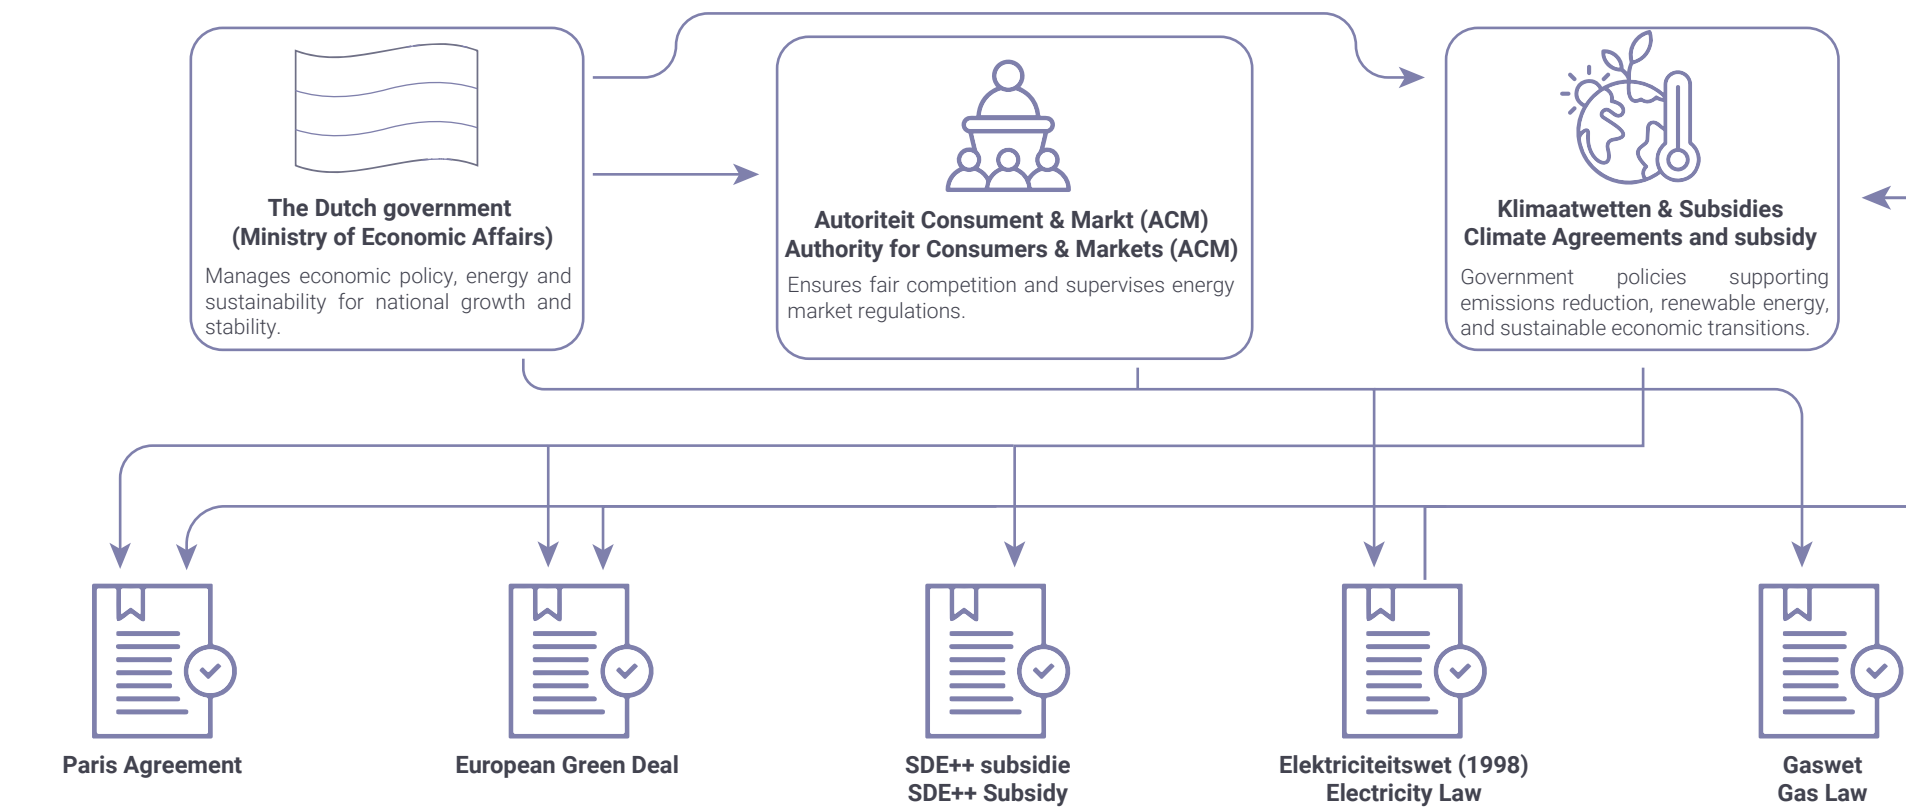 The Dutch government
(Ministry of Economic Affairs)
Manages economic policy, energy and
sustainability for national growth and
stability.
Autoriteit Consument & Markt (ACM)
Authority for Consumers & Markets (ACM)
Ensures fair competition and supervises energy
market regulations.
Klimaatwetten & Subsidies
Climate Agreements and subsidy
Government policies supporting
emissions reduction, renewable energy,
and sustainable economic transitions.
Paris Agreement
European Green Deal
SDE++ subsidie
SDE++ Subsidy
Elektriciteitswet (1998)
Electricity Law
Gaswet
Gas Law